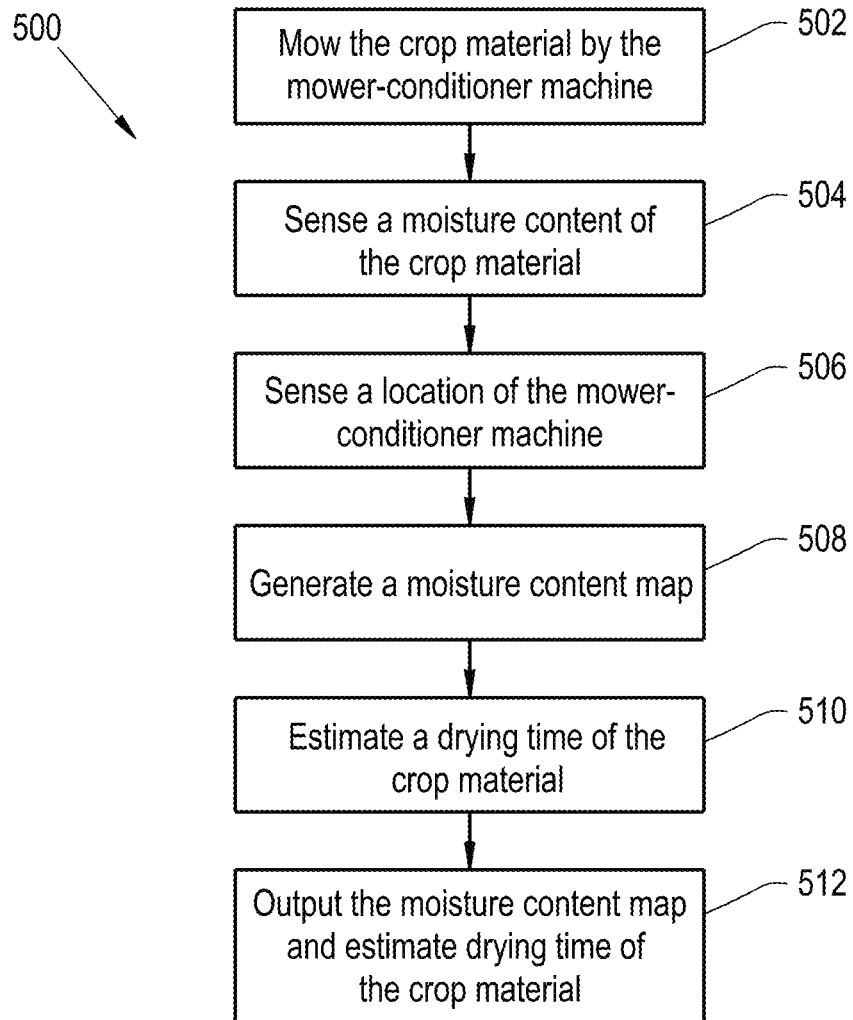 500
502
Mow the crop material by the
mower-conditioner machine
504
Sense a moisture content of
the crop material
506
Sense a location of the mower-
conditioner machine
508
Generate a moisture content map
510
Estimate a drying time of the
crop material
512
Output the moisture content map
and estimate drying time of
the crop material